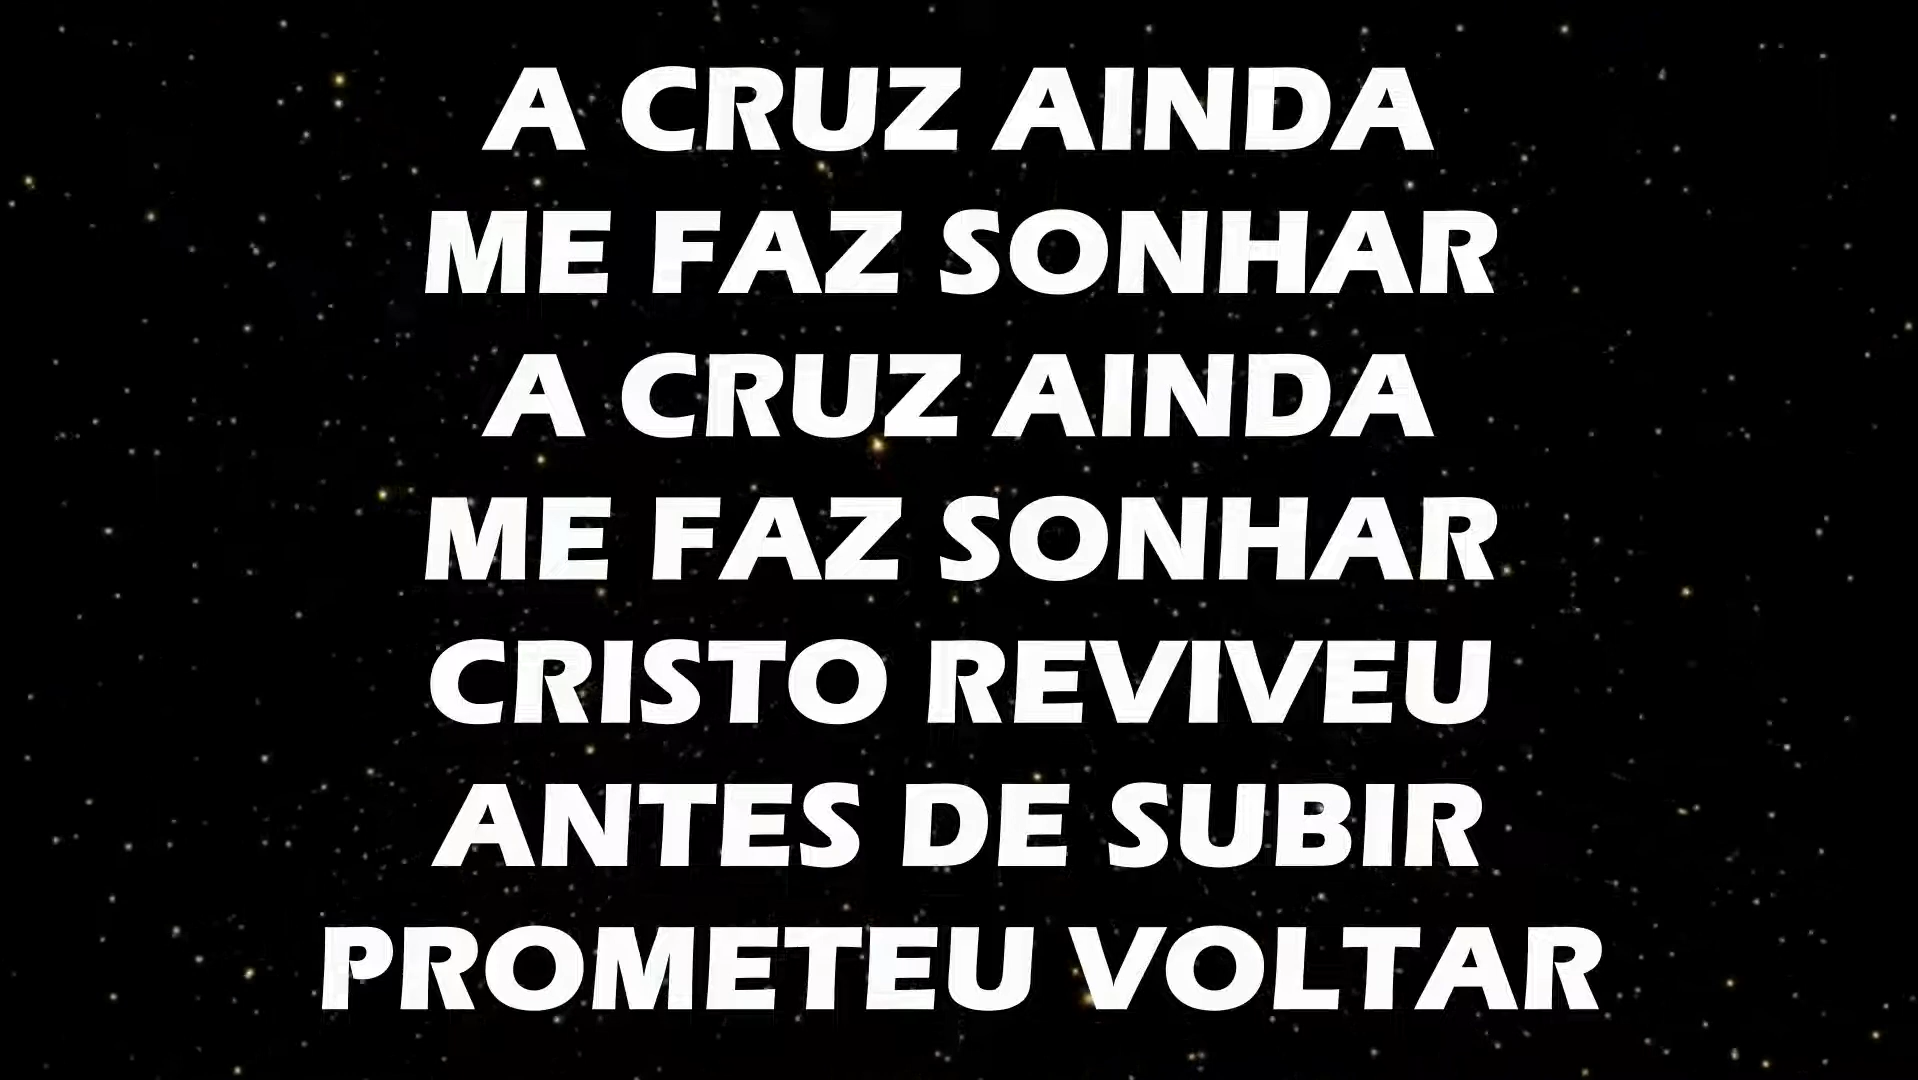 A CRUZ AINDA
ME FAZ SONHAR
A CRUZ AINDA
ME FAZ SONHAR
CRISTO REVIVEU
ANTES DE SUBIR
PROMETEU VOLTAR